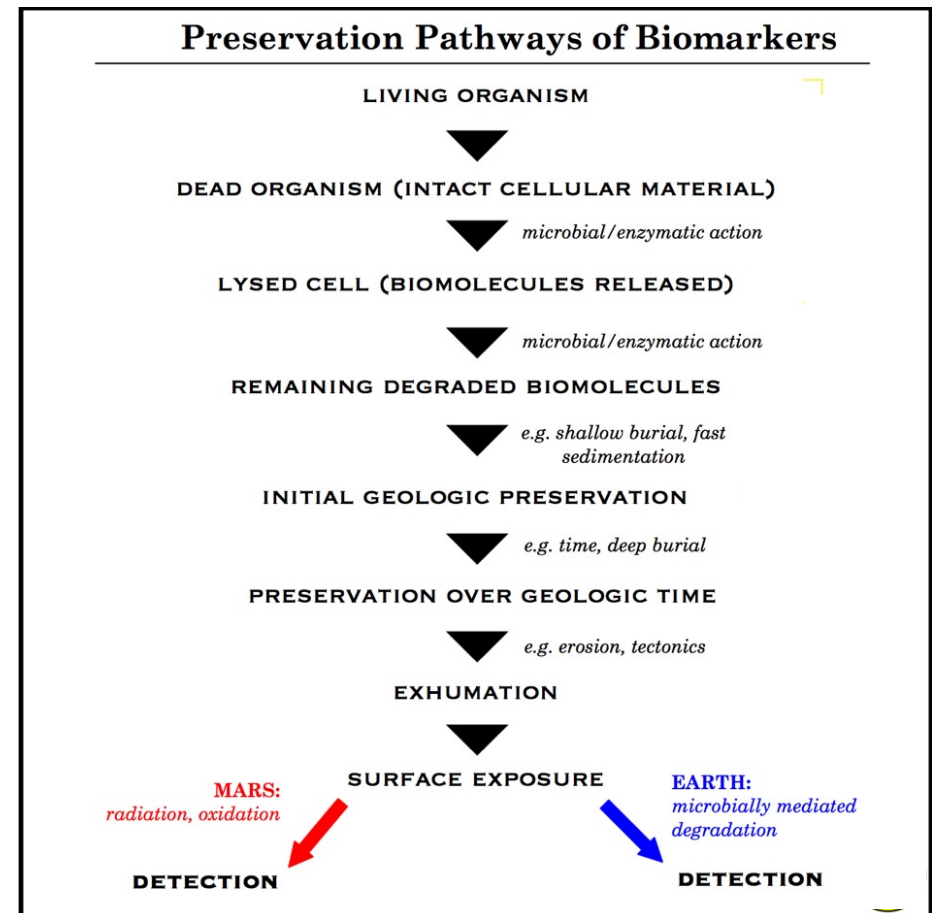 Preservation Pathways of Biomarkers
LIVING ORGANISM
DEAD ORGANISM (INTACT CELLULAR MATERIAL)
microbial/enzymatic action
LYSED CELL (BIOMOLECULES RELEASED)
microbial/enzymatic action
REMAINING DEGRADED BIOMOLECULES
e.g. shallow burial, fast
sedimentation
INITIAL GEOLOGIC PRESERVATION
e.g. time, deep burial
PRESERVATION OVER GEOLOGIC TIME
e.g. erosion, tectonics
EXHUMATION
SURFACE EXPOSURE
MARS:
radiation, oxidation
EARTH:
microbially mediated
degradation
DETECTION
DETECTION